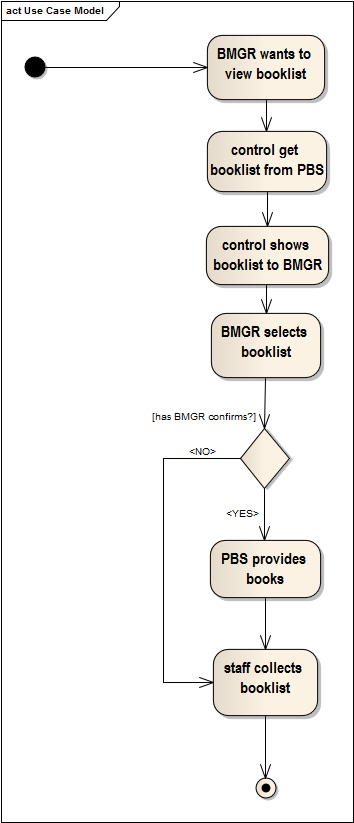 act Use Case Model
BMGR wants to
view booklist
control get
booklist from PBS
control shows
booklist to BMGR
BMGR selects
booklist
[has BMGR confirms?]
<NO>
<YES>
PBS provides
books
staff collects
booklist